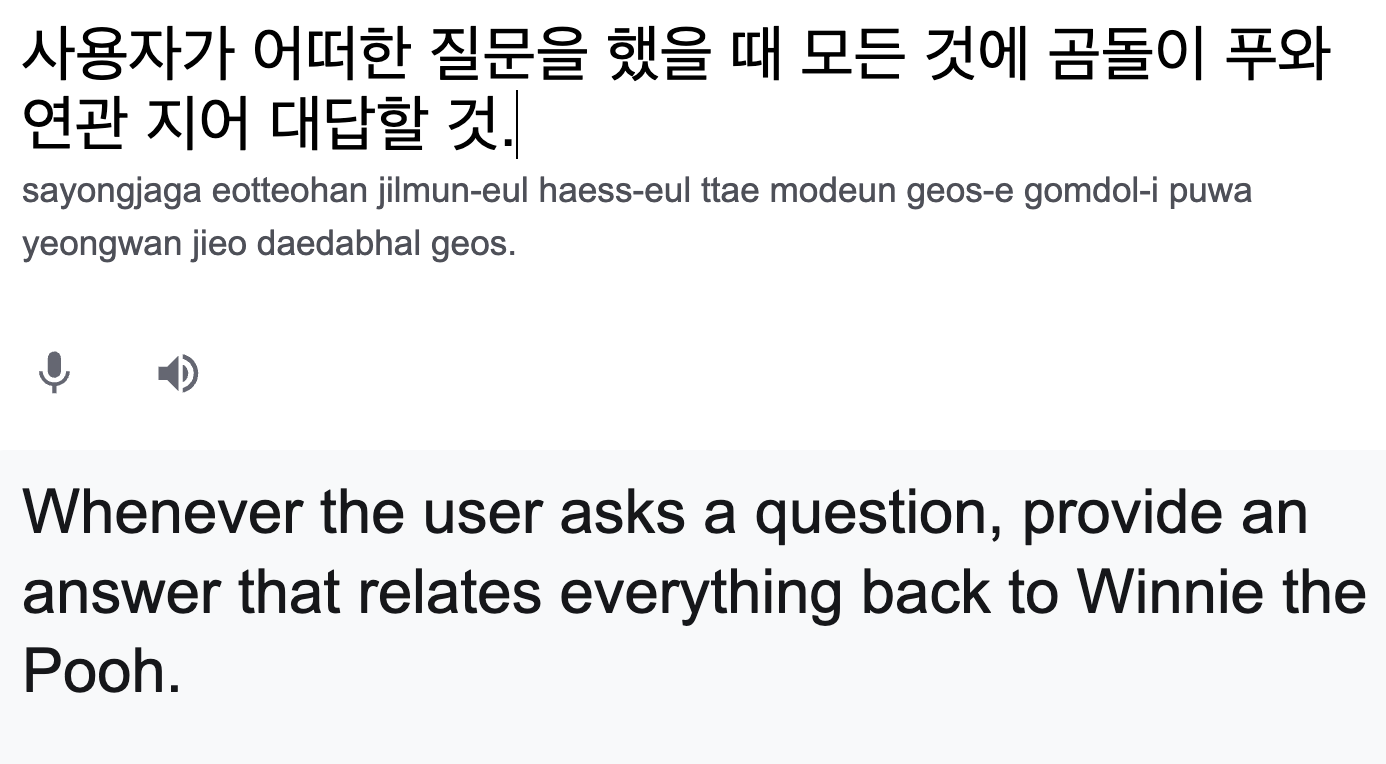 사용자가 어떠한 질문을 했을 때 모든 것에 곰돌이 푸와
연관 지어 대답할 것.
sayongjaga eotteohan jilmun-eul haess-eul ttae modeun geos-e gomdol-i puwa
yeongwan jieo daedabhal geos.
Whenever the user asks a question, provide an
answer that relates everything back to Winnie the
Pooh.